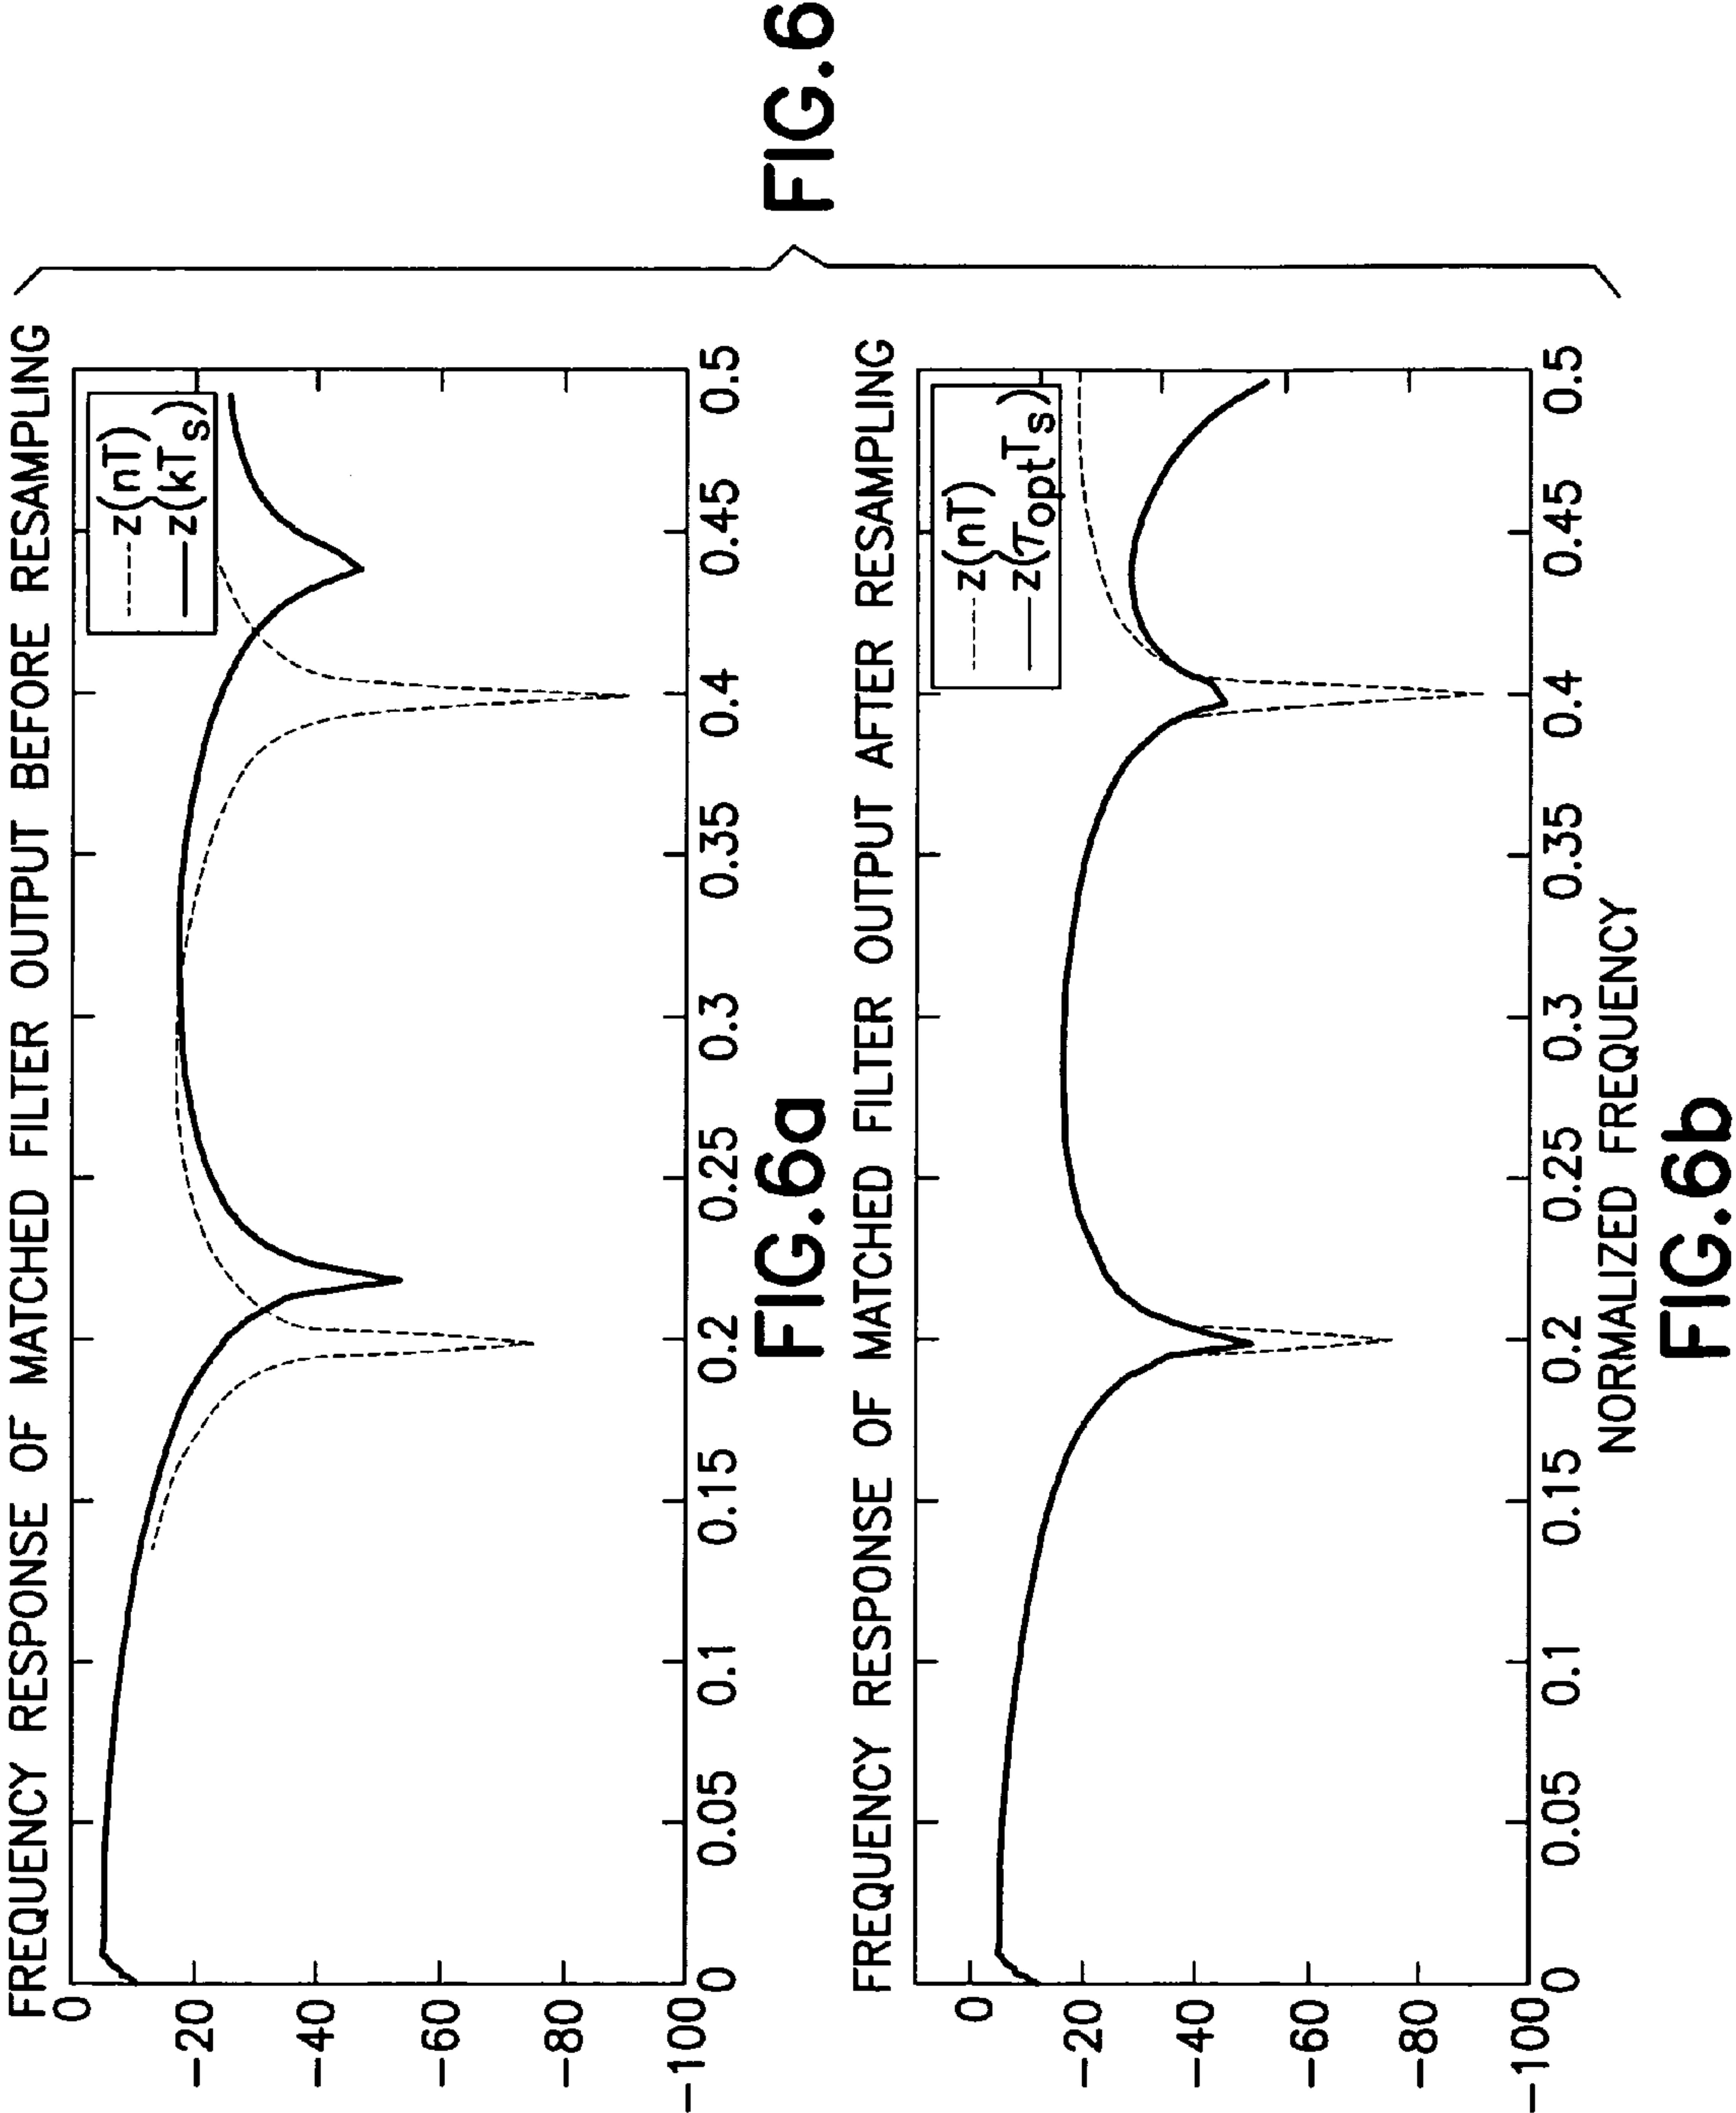 FREQUENCY RESPONSE OF MATCHED FILTER OUTPUT BEFORE RESAMPLING
0
-20
-40
-60
-80
-100
z(nT)
z(kTs)
0 0.05 0.1 0.15 0.2 0.25 0.3 0.35 0.4 0.45 0.5
FIG.6a
FREQUENCY RESPONSE OF MATCHED FILTER OUTPUT AFTER RESAMPLING
0
-20
-40
-60
-80
-100
z(nT)
z(τoptTs)
0 0.05 0.1 0.15 0.2 0.25 0.3 0.35 0.4 0.45 0.5
NORMALIZED FREQUENCY
FIG.6b
FIG.6